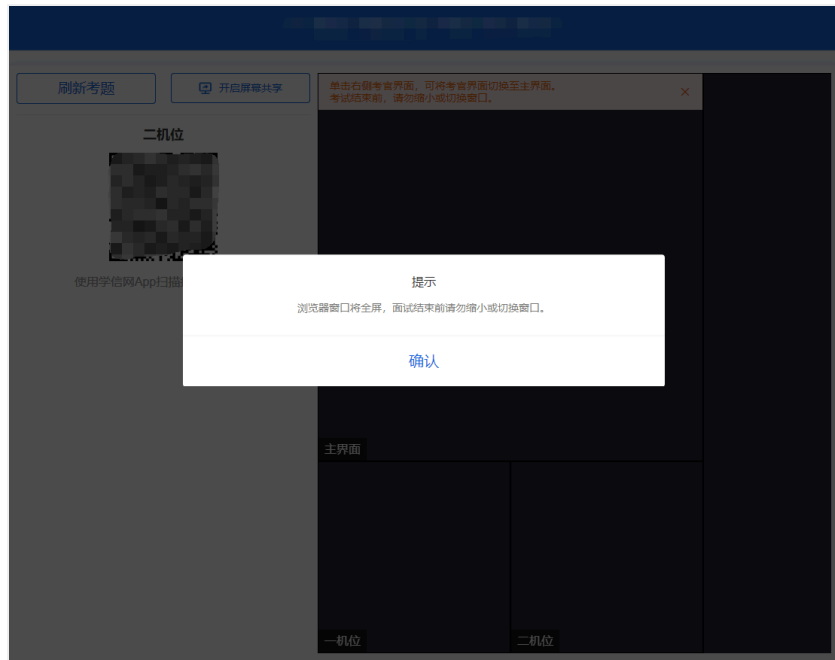 刷新考题
开启屏幕共享
单击右侧考官界面，可将考官界面切换至主界面。
考试结束前，请勿缩小或切换窗口。
二机位
使用学信网App扫描
提示
浏览器窗口将全屏，面试结束前请勿缩小或切换窗口。
确认
主界面
一机位
二机位